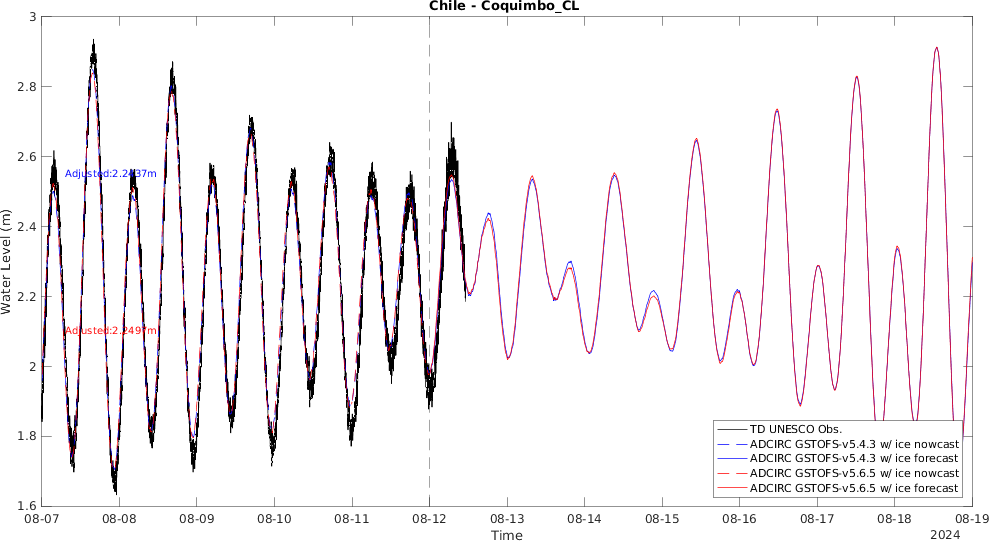 Chile - Coquimbo_CL
3
2.8
2.6
2.4
2.2
2
1.8
1.6
Water Level (m)
Adjusted:2.2437m
Adjusted:2.2497m
TD UNESCO Obs.
ADCIRC GSTOFS-v5.4.3 w/ ice nowcast
ADCIRC GSTOFS-v5.4.3 w/ ice forecast
ADCIRC GSTOFS-v5.6.5 w/ ice nowcast
ADCIRC GSTOFS-v5.6.5 w/ ice forecast
08-07 08-08 08-09 08-10 08-11 08-12 08-13 08-14 08-15 08-16 08-17 08-18 08-19
Time
2024